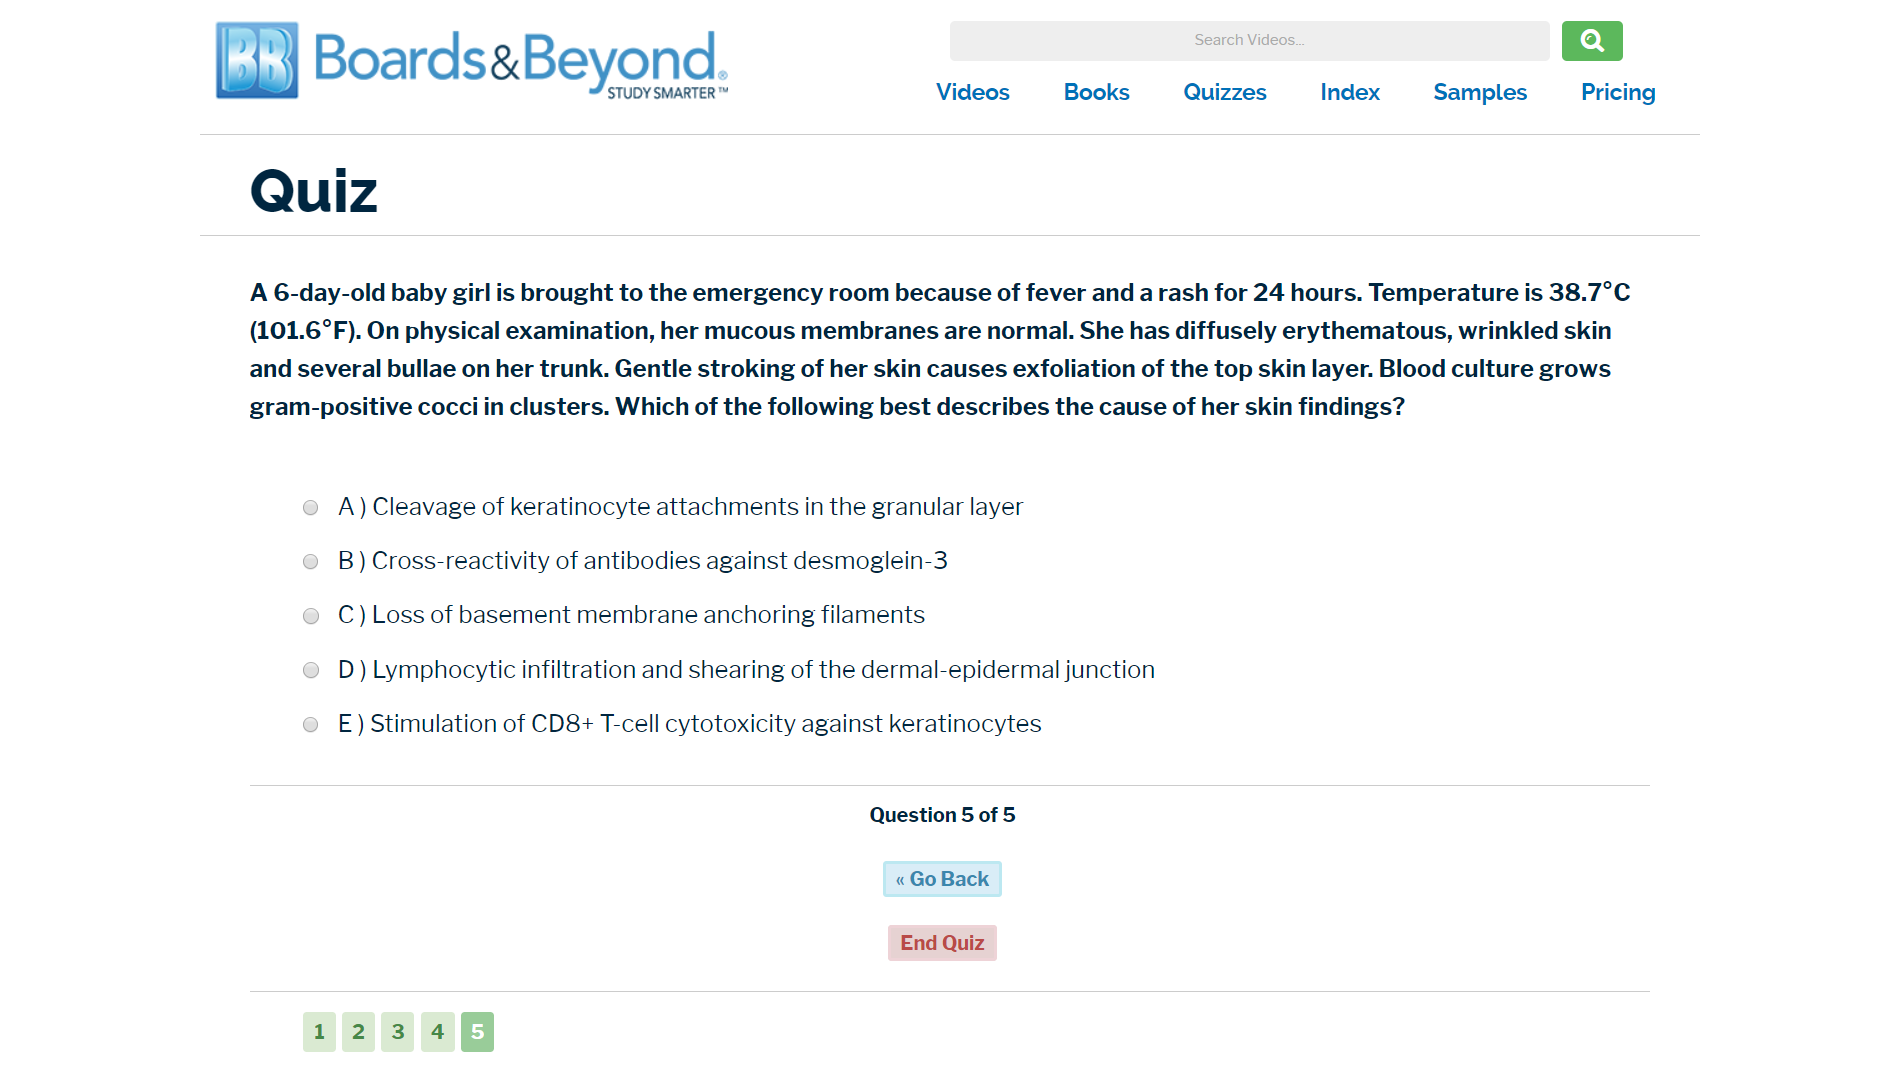 BB Boards&Beyond®
STUDY SMARTER™
Search Videos...
Videos Books Quizzes Index Samples Pricing
Quiz
A 6-day-old baby girl is brought to the emergency room because of fever and a rash for 24 hours. Temperature is 38.7°C
(101.6°F). On physical examination, her mucous membranes are normal. She has diffusely erythematous, wrinkled skin
and several bullae on her trunk. Gentle stroking of her skin causes exfoliation of the top skin layer. Blood culture grows
gram-positive cocci in clusters. Which of the following best describes the cause of her skin findings?
A ) Cleavage of keratinocyte attachments in the granular layer
B ) Cross-reactivity of antibodies against desmoglein-3
C ) Loss of basement membrane anchoring filaments
D ) Lymphocytic infiltration and shearing of the dermal-epidermal junction
E ) Stimulation of CD8+ T-cell cytotoxicity against keratinocytes
Question 5 of 5
« Go Back
End Quiz
1 2 3 4 5